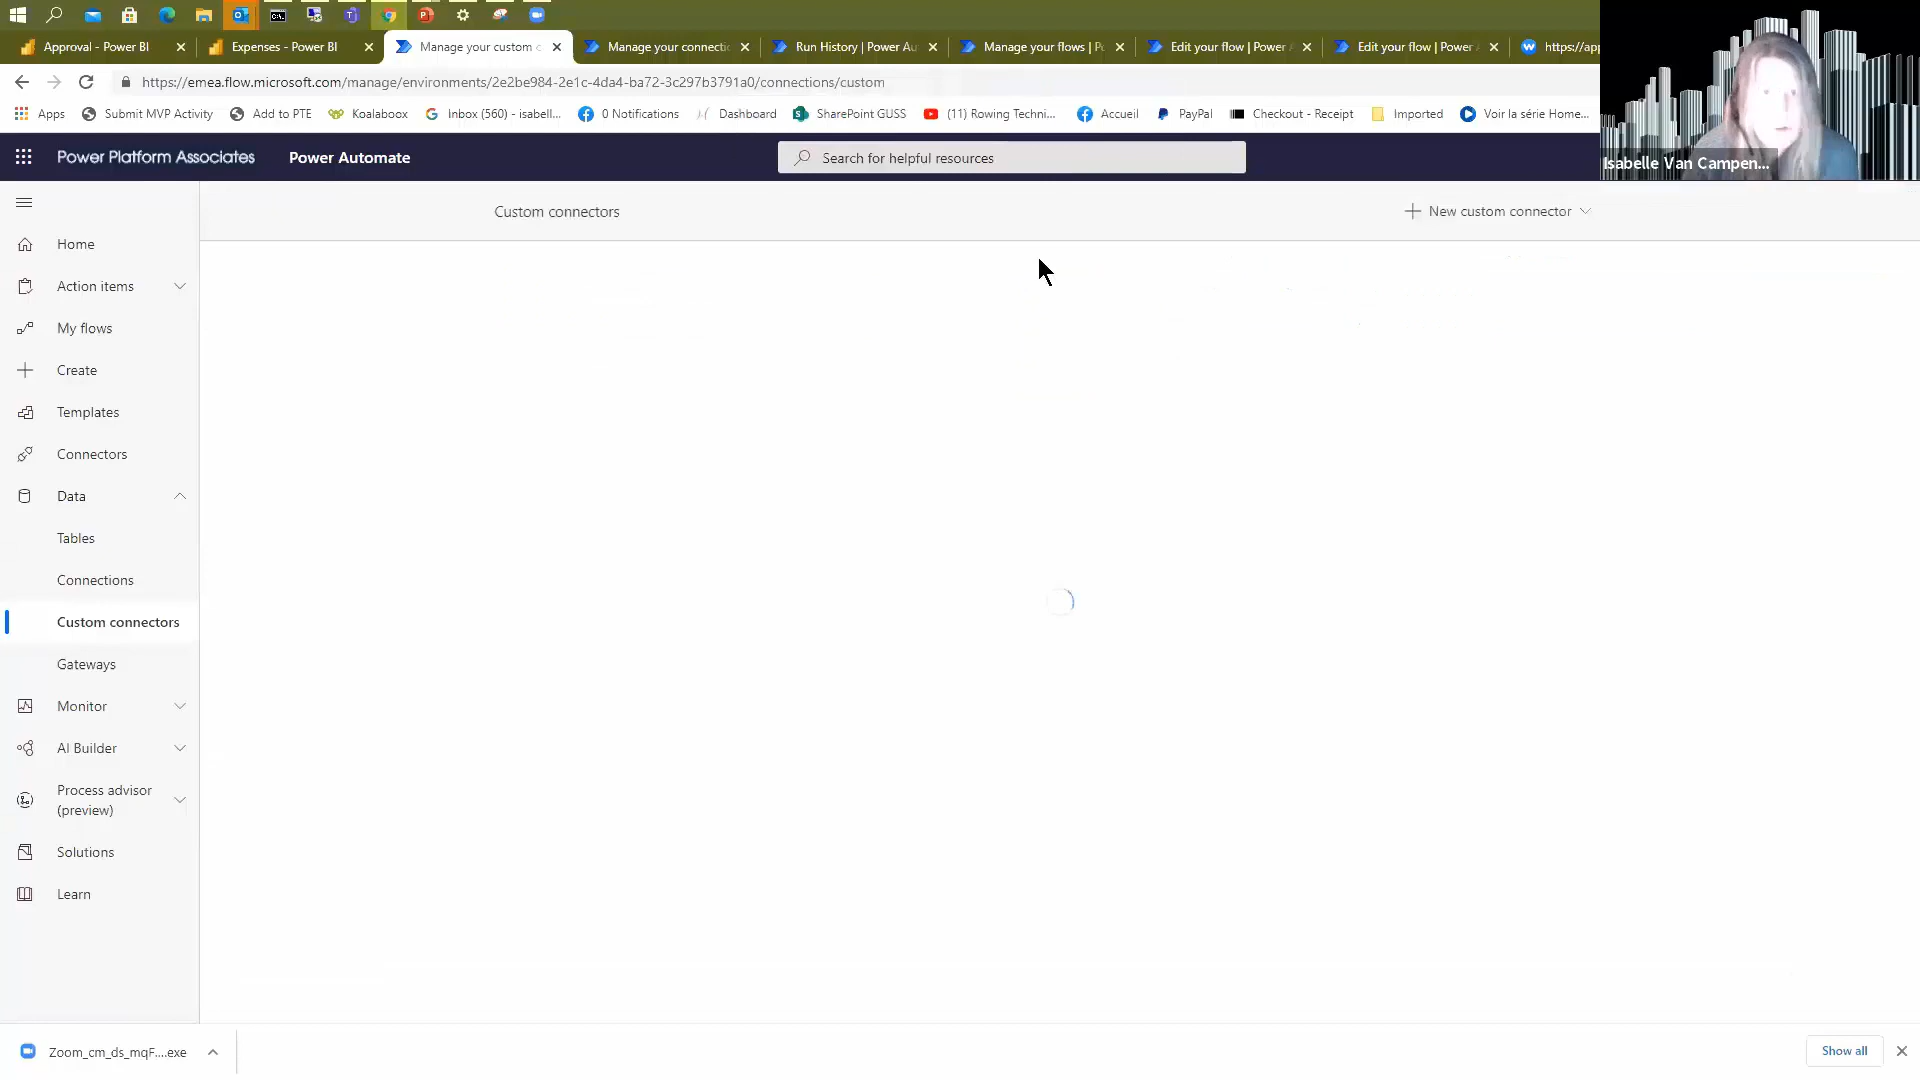 Approval - Power BI
Expenses - Power BI
Manage your custom c
Manage your connectio
Run History | Power Au
Manage your flows | P
Edit your flow | Power A
Edit your flow | Power
https://app
https://emea.flow.microsoft.com/manage/environments/2e2be984-2e1c-4da4-ba72-3c297b3791a0/connections/custom
Apps
Submit MVP Activity
Add to PTE
Koalaboox
Inbox (560) - isabell...
0 Notifications
Dashboard
SharePoint GUSS
(11) Rowing Techni...
Accueil
PayPal
Checkout - Receipt
Imported
Voir la série Home...
Isabelle Van Campen...
Power Platform Associates
Power Automate
Search for helpful resources
Custom connectors
New custom connector
Home
Action items
My flows
Create
Templates
Connectors
Data
Tables
Connections
Custom connectors
Gateways
Monitor
AI Builder
Process advisor
(preview)
Solutions
Learn
Zoom_cm_ds_mqF....exe
Show all